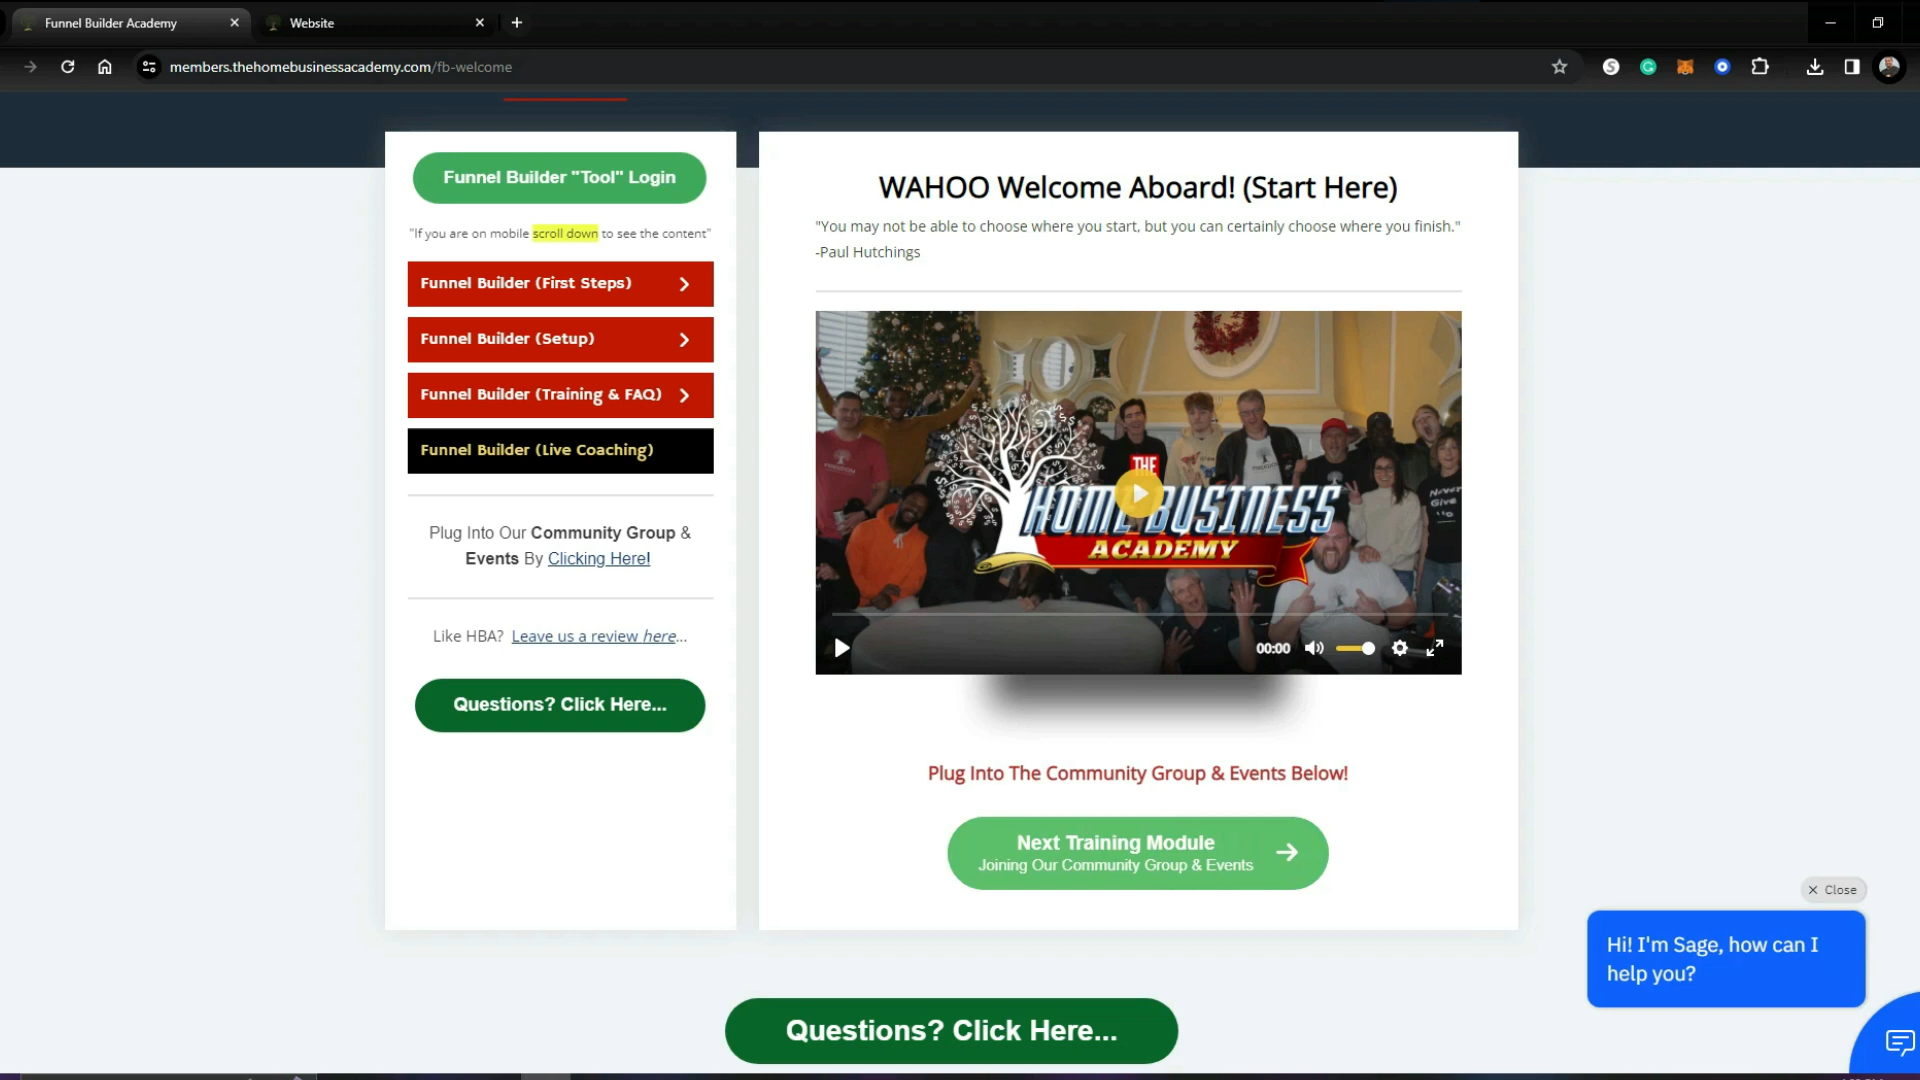 Funnel Builder Academy
Website
members.thehomebusinessacademy.com/fb-welcome
Funnel Builder "Tool" Login
"If you are on mobile scroll down to see the content"
Funnel Builder (First Steps)
Funnel Builder (Setup)
Funnel Builder (Training & FAQ)
Funnel Builder (Live Coaching)
Plug Into Our Community Group &
Events By Clicking Here!
Like HBA? Leave us a review here...
Questions? Click Here...
WAHOO Welcome Aboard! (Start Here)
"You may not be able to choose where you start, but you can certainly choose where you finish."
-Paul Hutchings
THE
HOME BUSINESS
ACADEMY
00:00
Plug Into The Community Group & Events Below!
Next Training Module
Joining Our Community Group & Events
Close
Hi! I'm Sage, how can I
help you?
Questions? Click Here...